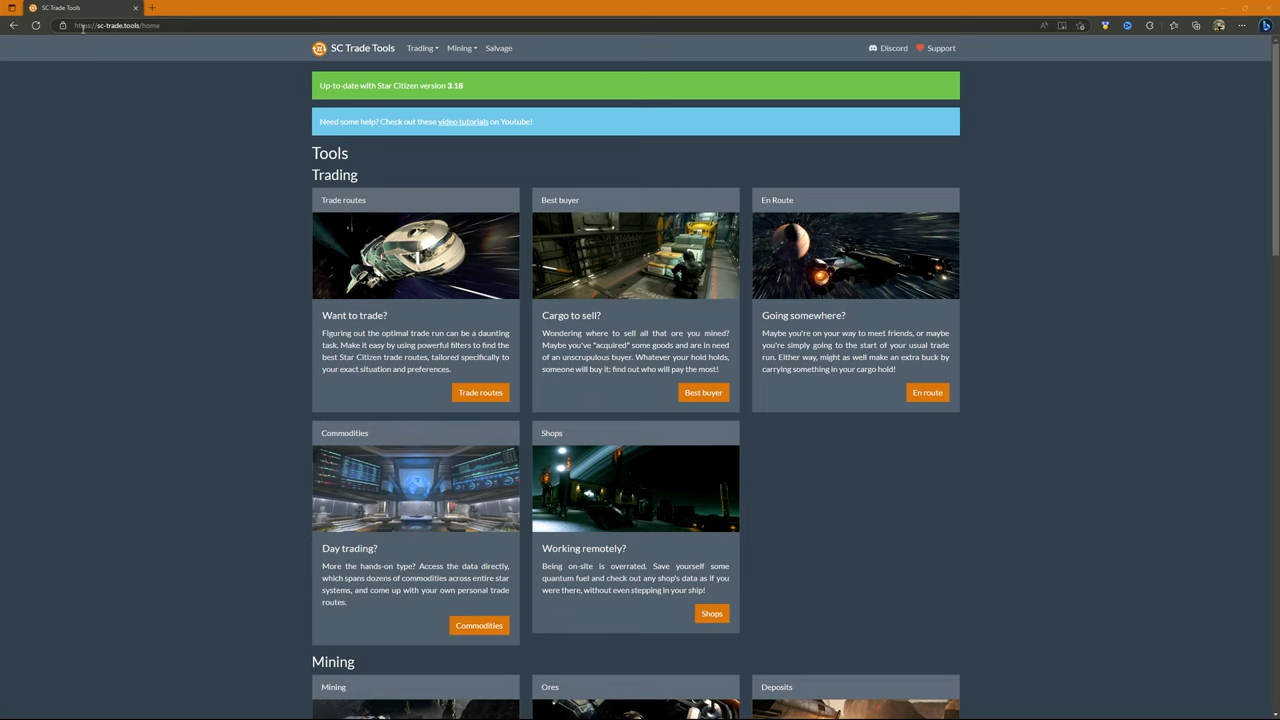 SC Trade Tools
https://sc-trade.tools/home
SC Trade Tools Trading Mining Salvage Discord Support
Up-to-date with Star Citizen version 3.18
Need some help? Check out these video tutorials on Youtube!
Tools
Trading
Trade routes
Want to trade?
Figuring out the optimal trade run can be a daunting
task. Make it easy by using powerful filters to find the
best Star Citizen trade routes, tailored specifically to
your exact situation and preferences.
Trade routes
Best buyer
Cargo to sell?
Wondering where to sell all that ore you mined?
Maybe you've "acquired" some goods and are in need
of an unscrupulous buyer. Whatever your hold holds,
someone will buy it: find out who will pay the most!
Best buyer
En Route
Going somewhere?
Maybe you're on your way to meet friends, or maybe
you're simply going to the start of your usual trade
run. Either way, might as well make an extra buck by
carrying something in your cargo hold!
En route
Commodities
Day trading?
More the hands-on type? Access the data directly,
which spans dozens of commodities across entire star
systems, and come up with your own personal trade
routes.
Commodities
Shops
Working remotely?
Being on-site is overrated. Save yourself some
quantum fuel and check out any shop's data as if you
were there, without even stepping in your ship!
Shops
Mining
Mining
Ores
Deposits